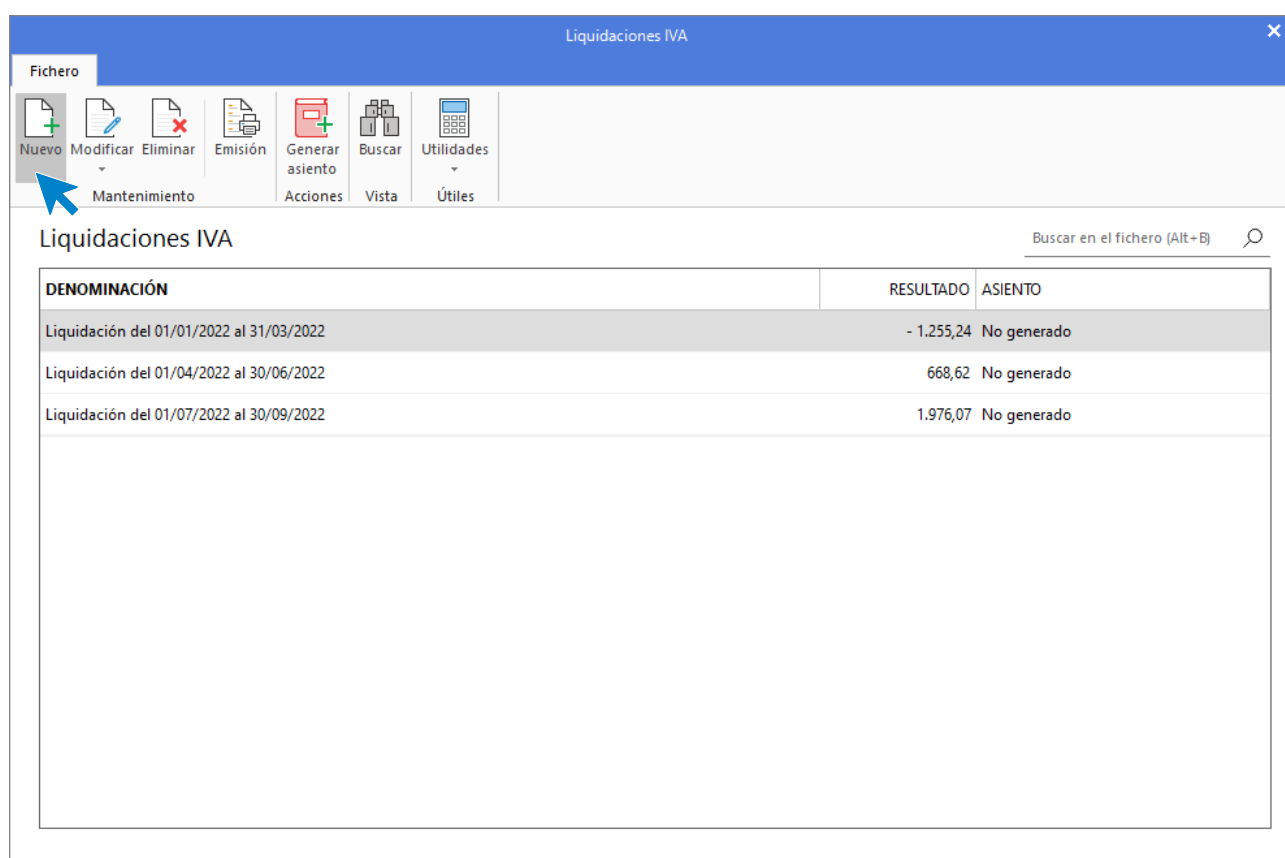 Liquidaciones IVA
Fichero
Nuevo Modificar Eliminar Emisión Generar asiento Buscar Utilidades
Mantenimiento Acciones Vista Útiles
Liquidaciones IVA Buscar en el fichero (Alt+B)
DENOMINACIÓN RESULTADO ASIENTO
Liquidación del 01/01/2022 al 31/03/2022 - 1.255,24 No generado
Liquidación del 01/04/2022 al 30/06/2022 668,62 No generado
Liquidación del 01/07/2022 al 30/09/2022 1.976,07 No generado